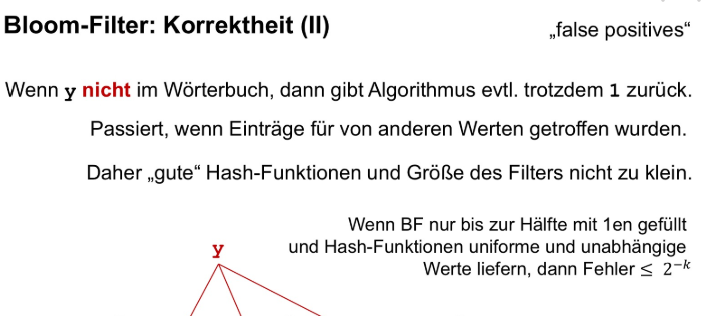 Bloom-Filter: Korrektheit (II)
„false positives“
Wenn y nicht im Wörterbuch, dann gibt Algorithmus evtl. trotzdem 1 zurück.
Passiert, wenn Einträge für von anderen Werten getroffen wurden.
Daher „gute“ Hash-Funktionen und Größe des Filters nicht zu klein.
Wenn BF nur bis zur Hälfte mit 1en gefüllt
und Hash-Funktionen uniforme und unabhängige
Werte liefern, dann Fehler ≤ 2⁻ᵏ
y